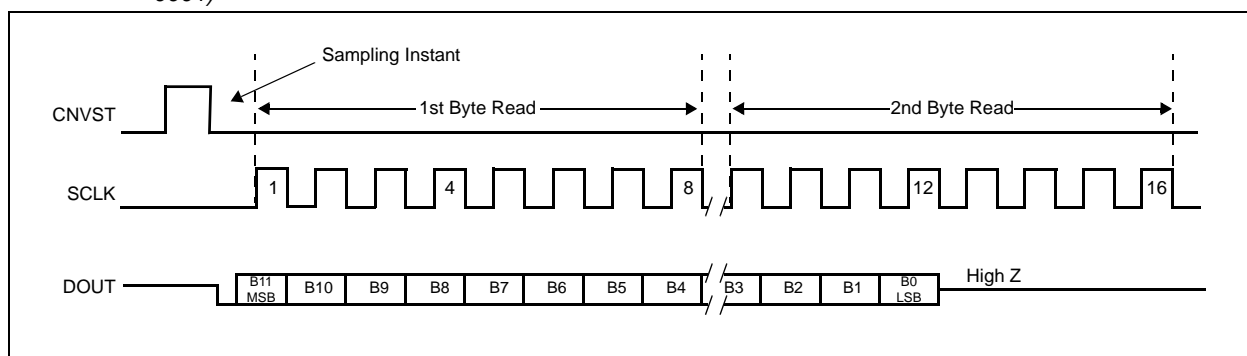 Sampling Instant
CNVST
1st Byte Read
2nd Byte Read
SCLK
1 4 8 12 16
DOUT
B11 MSB B10 B9 B8 B7 B6 B5 B4 B3 B2 B1 B0 LSB
High Z